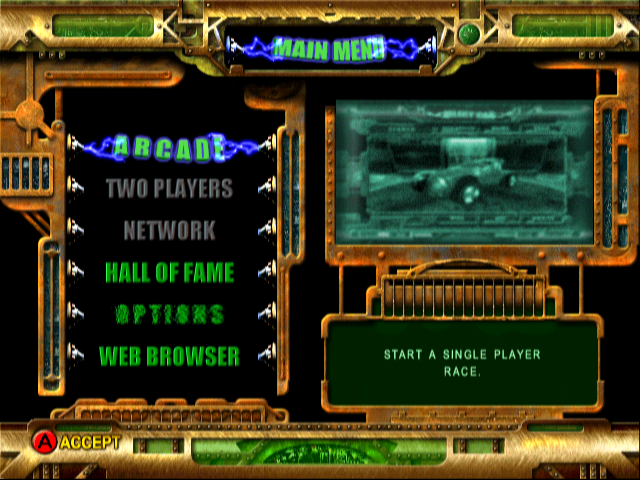 MAIN MENU
ARCADE
TWO PLAYERS
NETWORK
HALL OF FAME
OPTIONS
WEB BROWSER
START A SINGLE PLAYER
RACE.
A ACCEPT